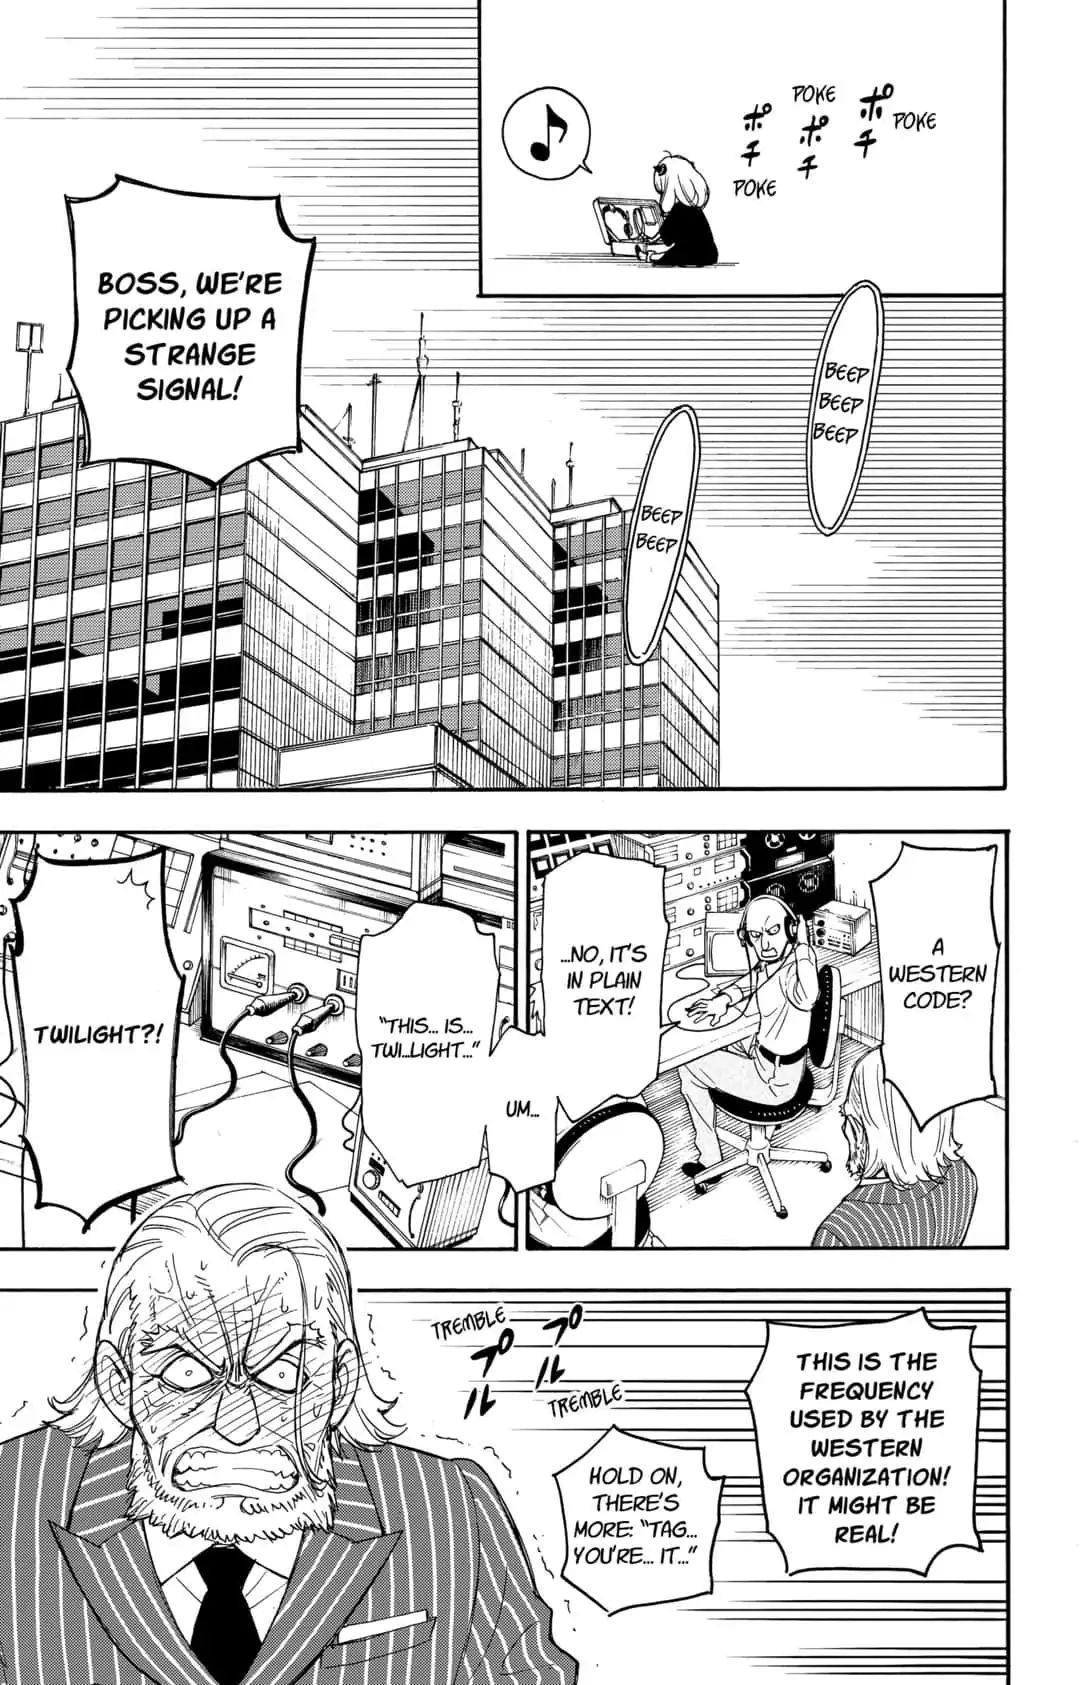 ポチ
POKE
POKE
ポチ
ポチ
POKE
BOSS, WE'RE
PICKING UP A
STRANGE
SIGNAL!
BEEP
BEEP
BEEP
BEEP
BEEP
A
WESTERN
CODE?
...NO, IT'S
IN PLAIN
TEXT!
UM...
"THIS... IS...
TWI...LIGHT..."
TWILIGHT?!
THIS IS THE
FREQUENCY
USED BY THE
WESTERN
ORGANIZATION!
IT MIGHT BE
REAL!
HOLD ON,
THERE'S
MORE: "TAG...
YOU'RE... IT..."
プル
プル
TREMBLE
TREMBLE